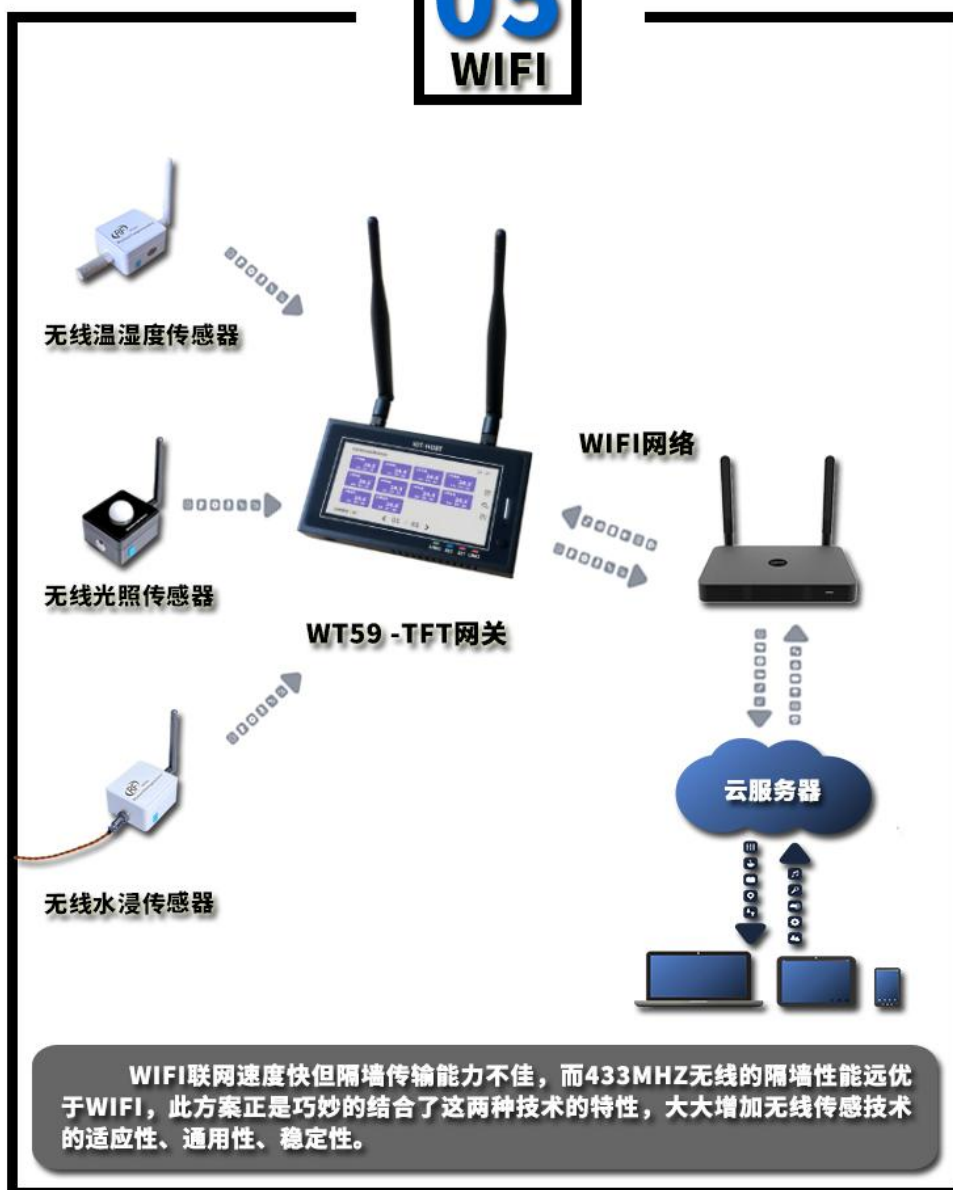 05
WIFI
无线温湿度传感器
WIFI网络
无线光照传感器
WT59 -TFT网关
云服务器
无线水浸传感器
WIFI联网速度快但隔墙传输能力不佳，而433MHZ无线的隔墙性能远优
于WIFI，此方案正是巧妙的结合了这两种技术的特性，大大增加无线传感技术
的适应性、通用性、稳定性。